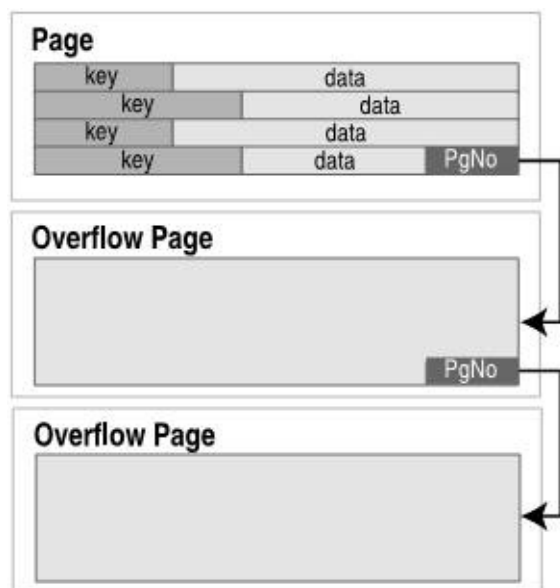 Page
key data
key data
key data
key data PgNo
Overflow Page
PgNo
Overflow Page